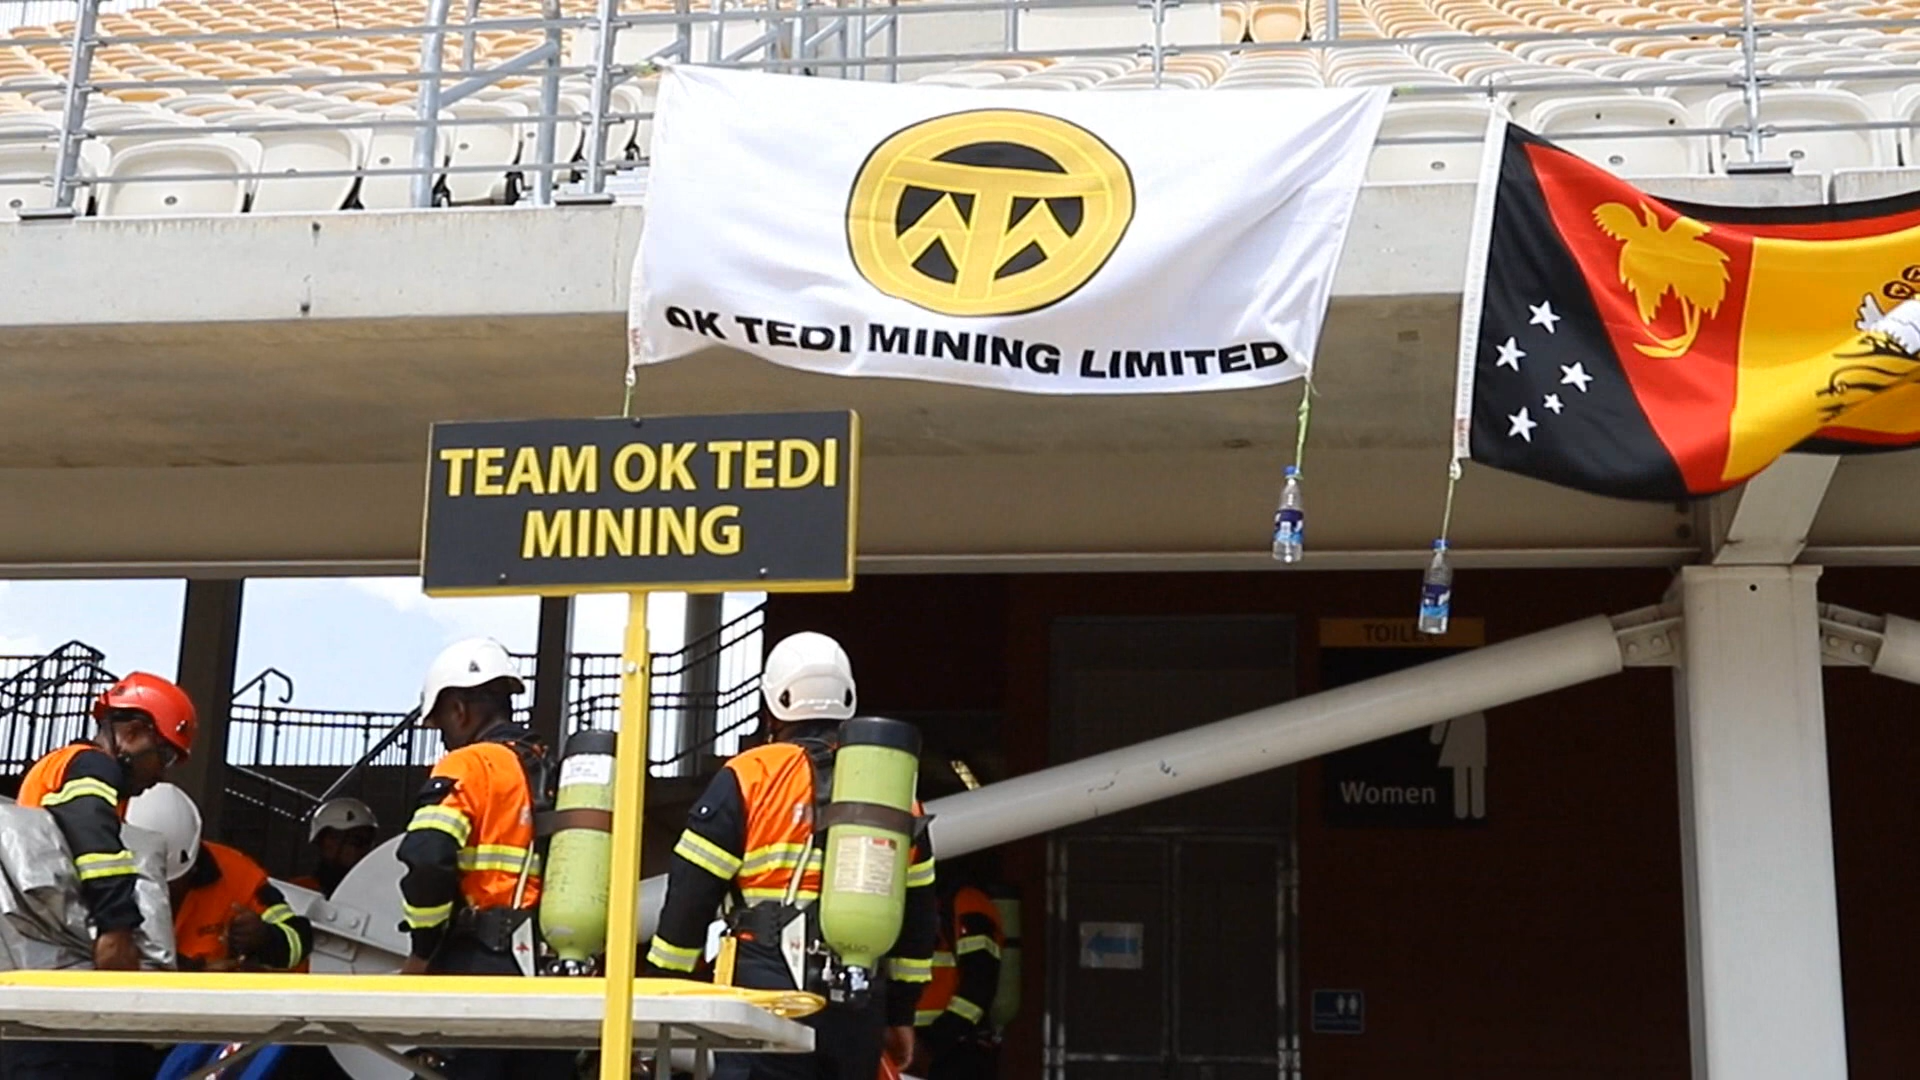 OK TEDI MINING LIMITED
TEAM OK TEDI
MINING
TOILET
Women